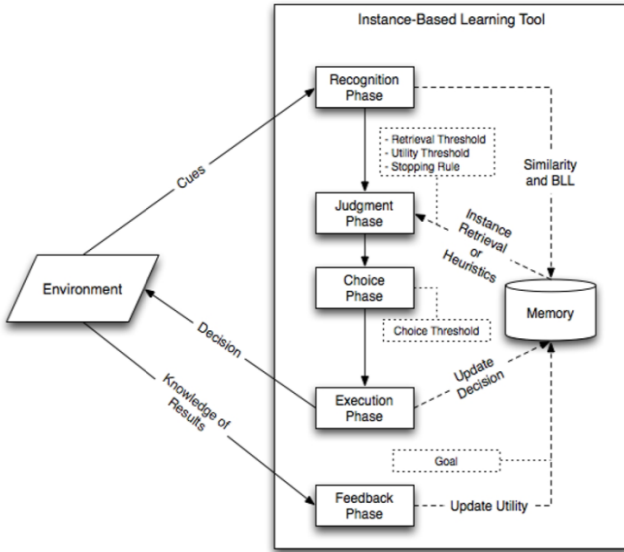 Instance-Based Learning Tool
Recognition
Phase
- Retrieval Threshold
- Utility Threshold
- Stopping Rule
Similarity
and BLL
Cues
Judgment
Phase
Instance
Retrieval
or
Heuristics
Environment
Choice
Phase
Memory
Choice Threshold
Decision
Execution
Phase
Update
Decision
Knowledge of
Results
Goal
Feedback
Phase
Update Utility